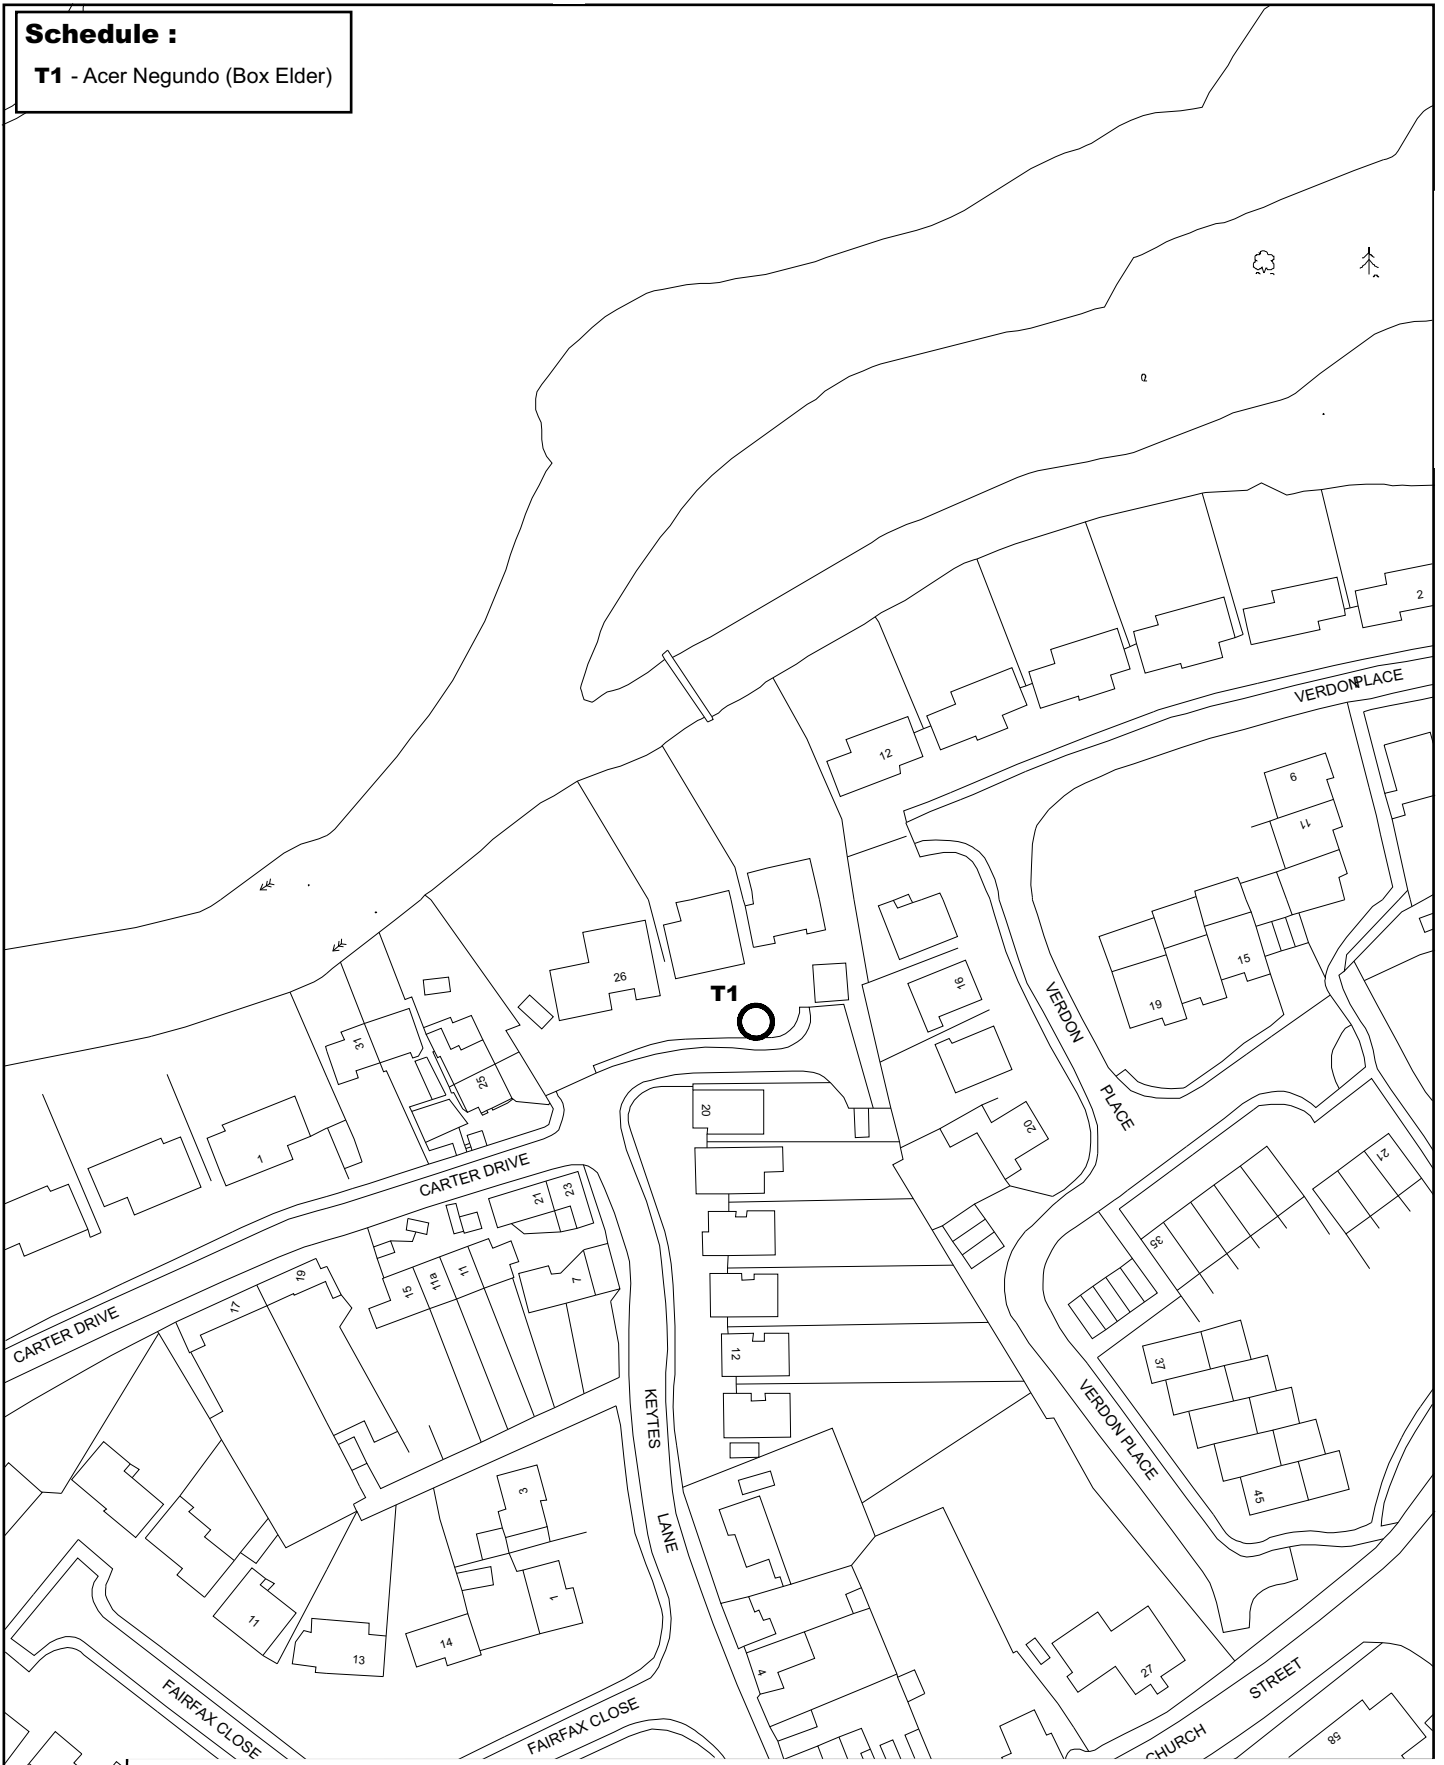 Schedule :
T1 - Acer Negundo (Box Elder)
2
VERDON PLACE
12
9
11
26
15
16
19
T1
VERDON
PLACE
31
25
20
20
1
CARTER DRIVE
21
23
21
35
15
11a
11
7
19
17
CARTER DRIVE
12
37
KEYTES
LANE
VERDON PLACE
45
3
1
11
13
14
4
27
FAIRFAX CLOSE
FAIRFAX CLOSE
CHURCH
STREET
58